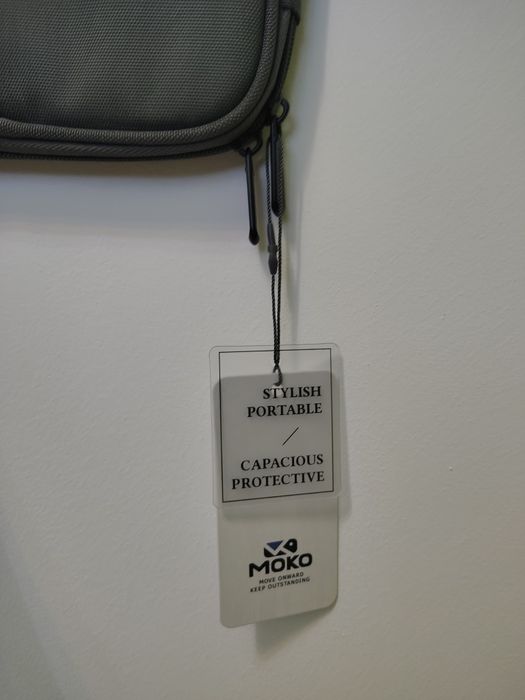 STYLISH
PORTABLE
/
CAPACIOUS
PROTECTIVE
MOKO
MOVE ONWARD
KEEP OUTSTANDING